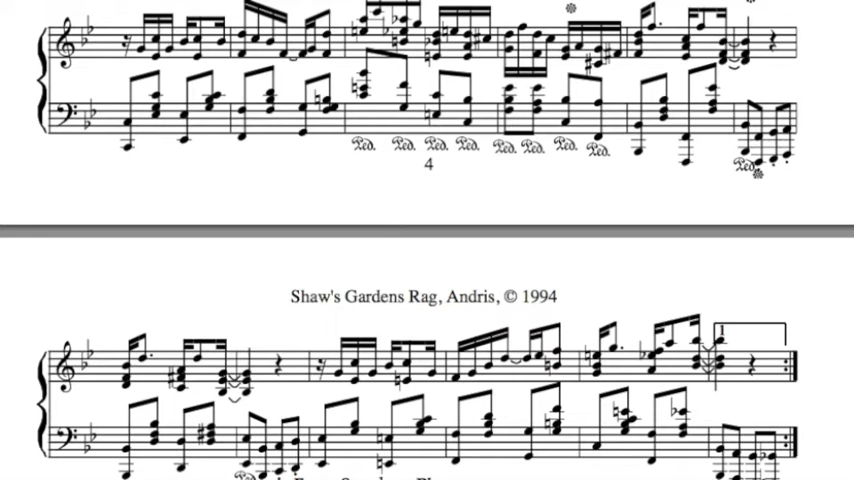 𝆮 𝆮 𝆮 𝆮 𝆮 𝆮 𝆮 𝆮
𝆮
4
Shaw's Gardens Rag, Andris, © 1994
1